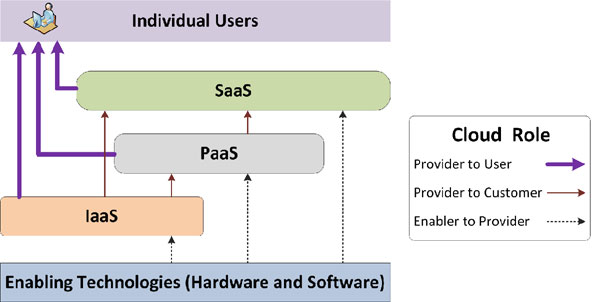 Individual Users
SaaS
PaaS
IaaS
Enabling Technologies (Hardware and Software)
Cloud Role
Provider to User
Provider to Customer
Enabler to Provider